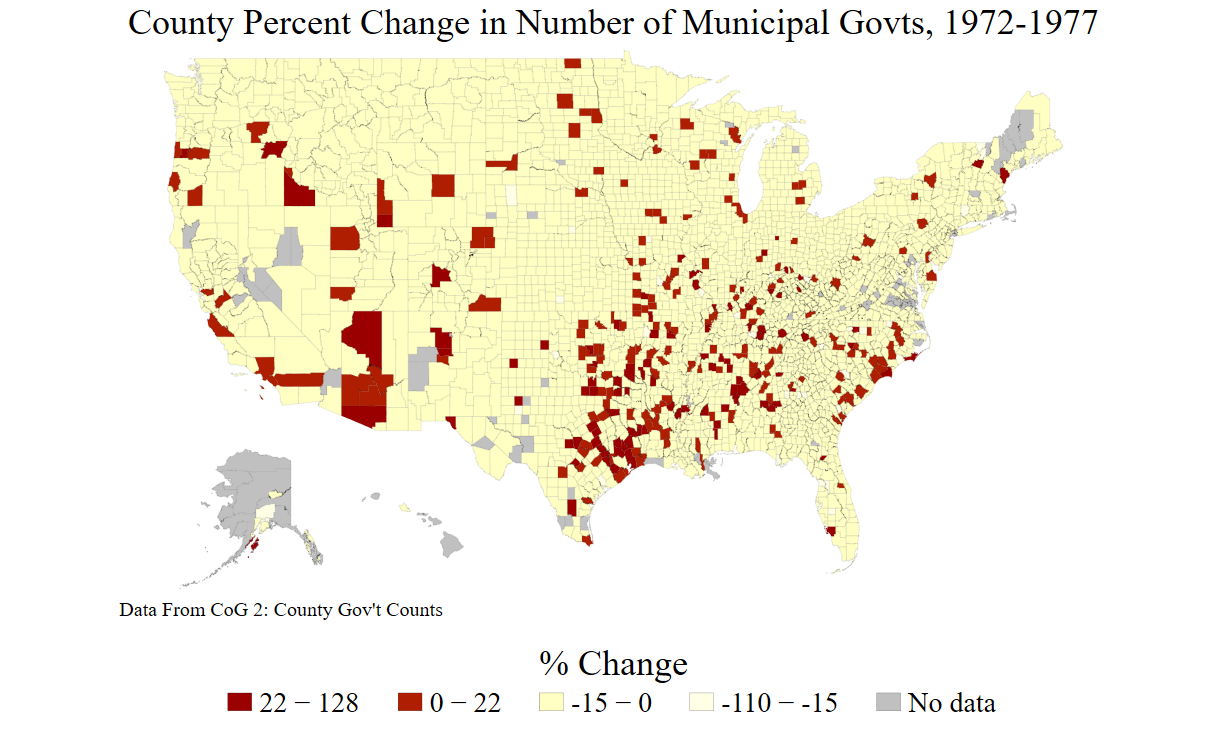 County Percent Change in Number of Municipal Govts, 1972-1977
Data From CoG 2: County Gov't Counts
% Change
22 − 128 0 − 22 -15 − 0 -110 − -15 No data